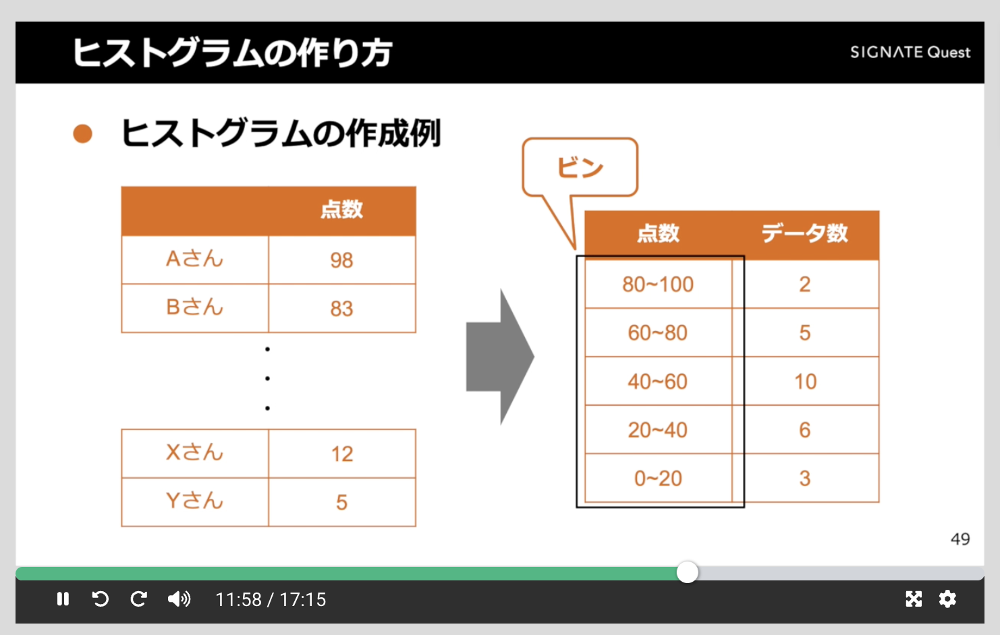 ヒストグラムの作り方
SIGNATE Quest
ヒストグラムの作成例
点数
Aさん 98
Bさん 83
Xさん 12
Yさん 5
ビン
点数 データ数
80~100 2
60~80 5
40~60 10
20~40 6
0~20 3
49
11:58 / 17:15